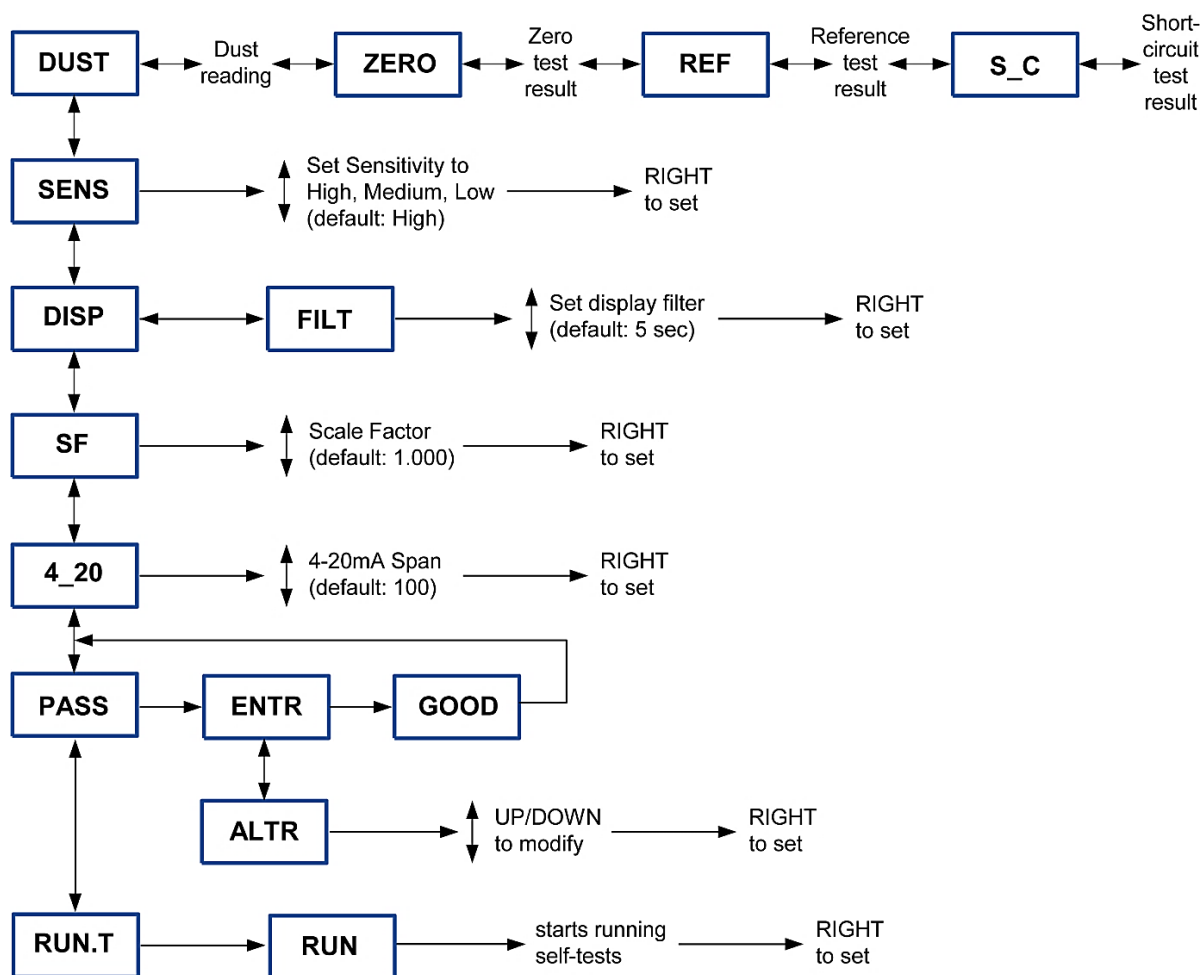 DUST
Dust
reading
ZERO
Zero
test
result
REF
Reference
test
result
S_C
Short-
circuit
test
result
SENS
Set Sensitivity to
High, Medium, Low
(default: High)
RIGHT
to set
DISP
FILT
Set display filter
(default: 5 sec)
RIGHT
to set
SF
Scale Factor
(default: 1.000)
RIGHT
to set
4_20
4-20mA Span
(default: 100)
RIGHT
to set
PASS
ENTR
GOOD
ALTR
UP/DOWN
to modify
RIGHT
to set
RUN.T
RUN
starts running
self-tests
RIGHT
to set